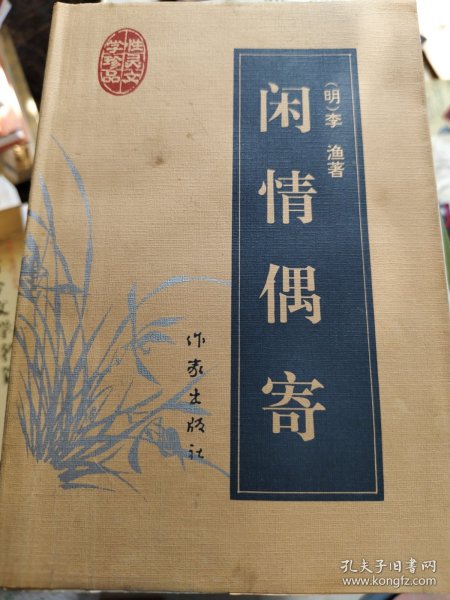 性灵文
学珍品
(明)李 渔著
闲情偶寄
作家出版社
孔夫子旧书网
www.kongfz.com